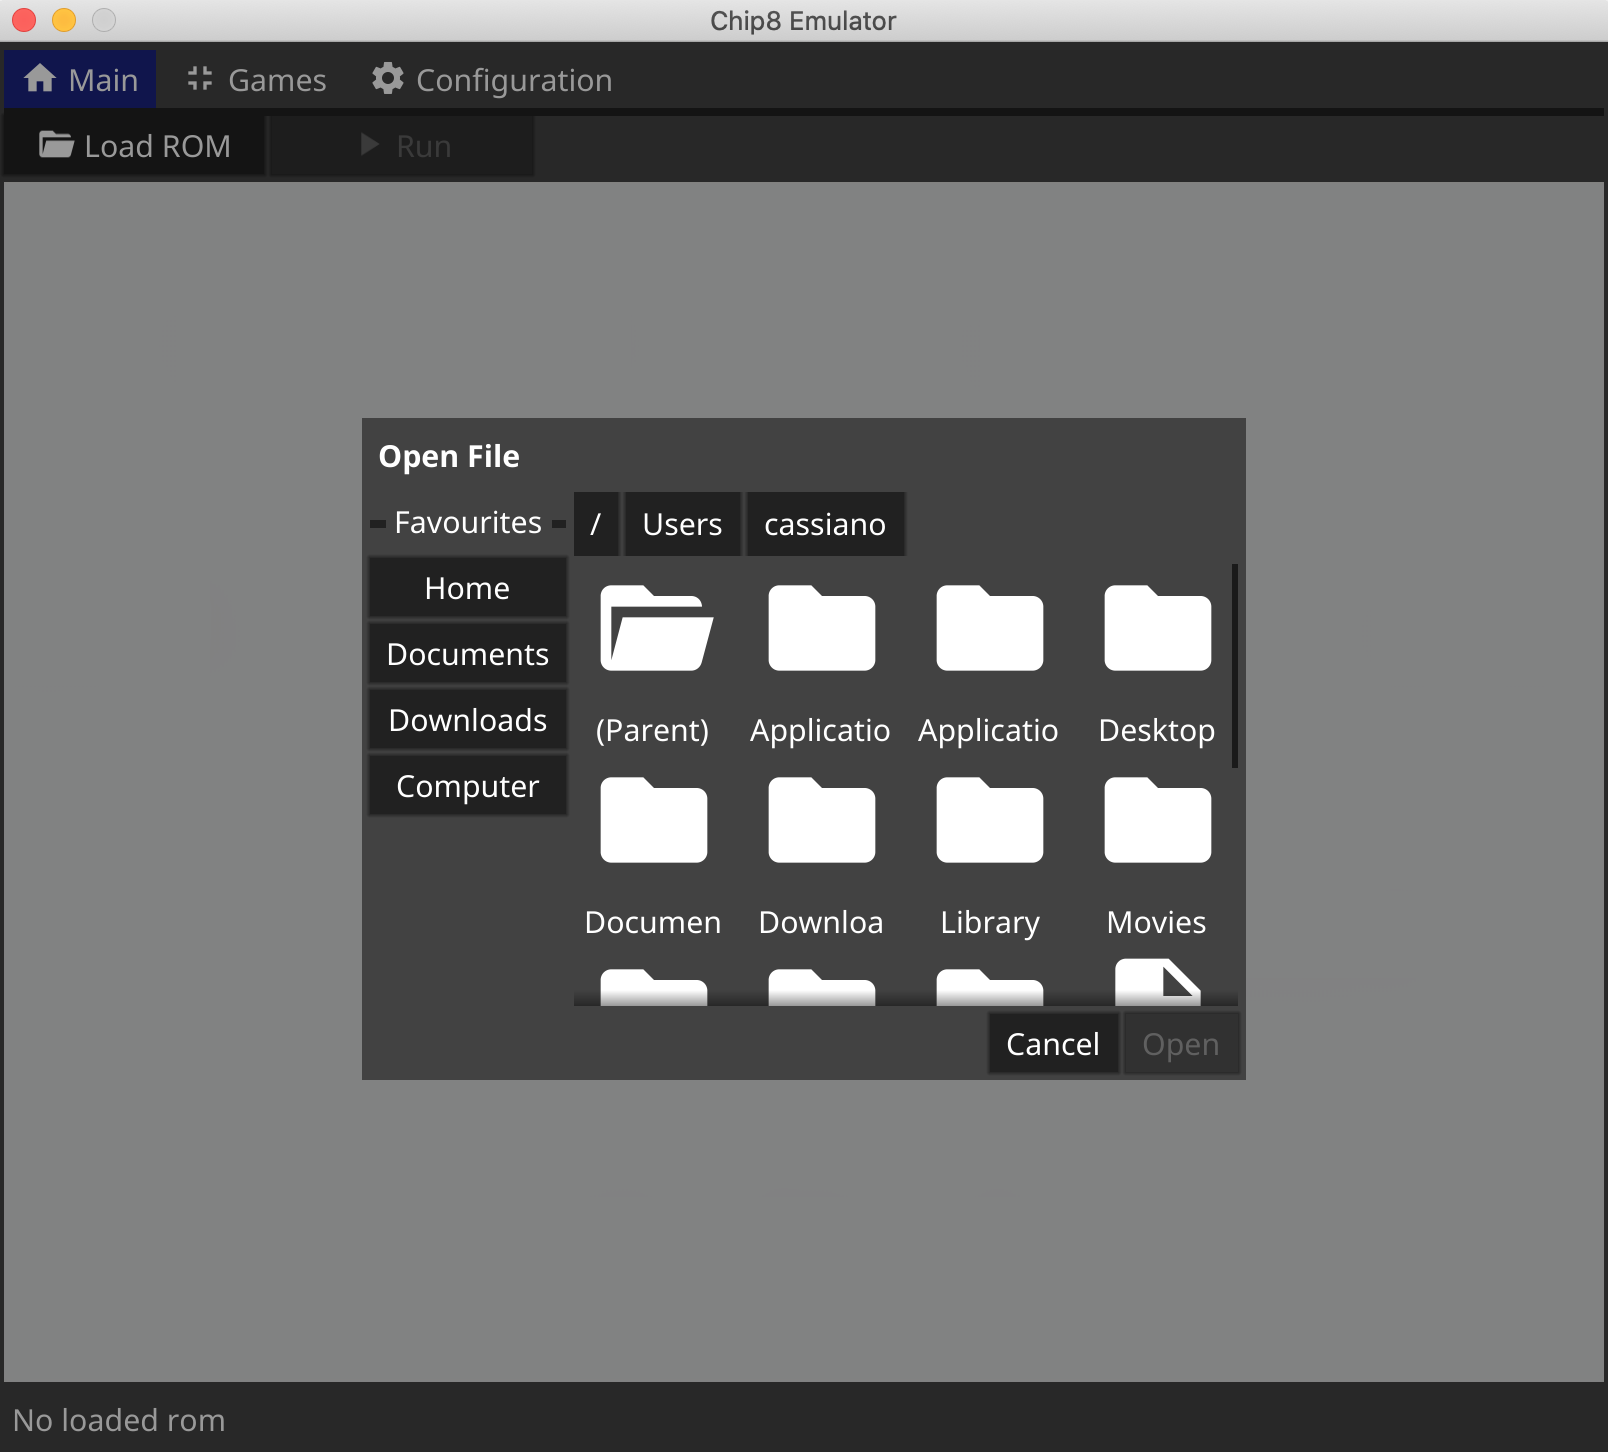 Chip8 Emulator
Main Games Configuration
Load ROM Run
Open File
Favourites / Users cassiano
Home
Documents
Downloads
Computer
(Parent) Applicatio Applicatio Desktop
Documen Downloa Library Movies
Cancel Open
No loaded rom